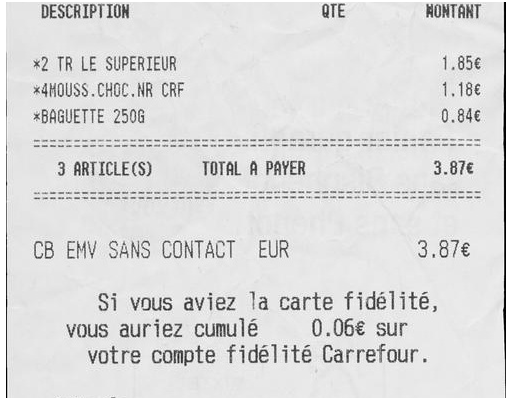 DESCRIPTION QTE MONTANT
*2 TR LE SUPERIEUR 1.85€
*4MOUSS.CHOC.NR CRF 1.18€
*BAGUETTE 250G 0.84€
3 ARTICLE(S) TOTAL A PAYER 3.87€
CB EMV SANS CONTACT EUR 3.87€
Si vous aviez la carte fidélité,
vous auriez cumulé 0.06€ sur
votre compte fidélité Carrefour.